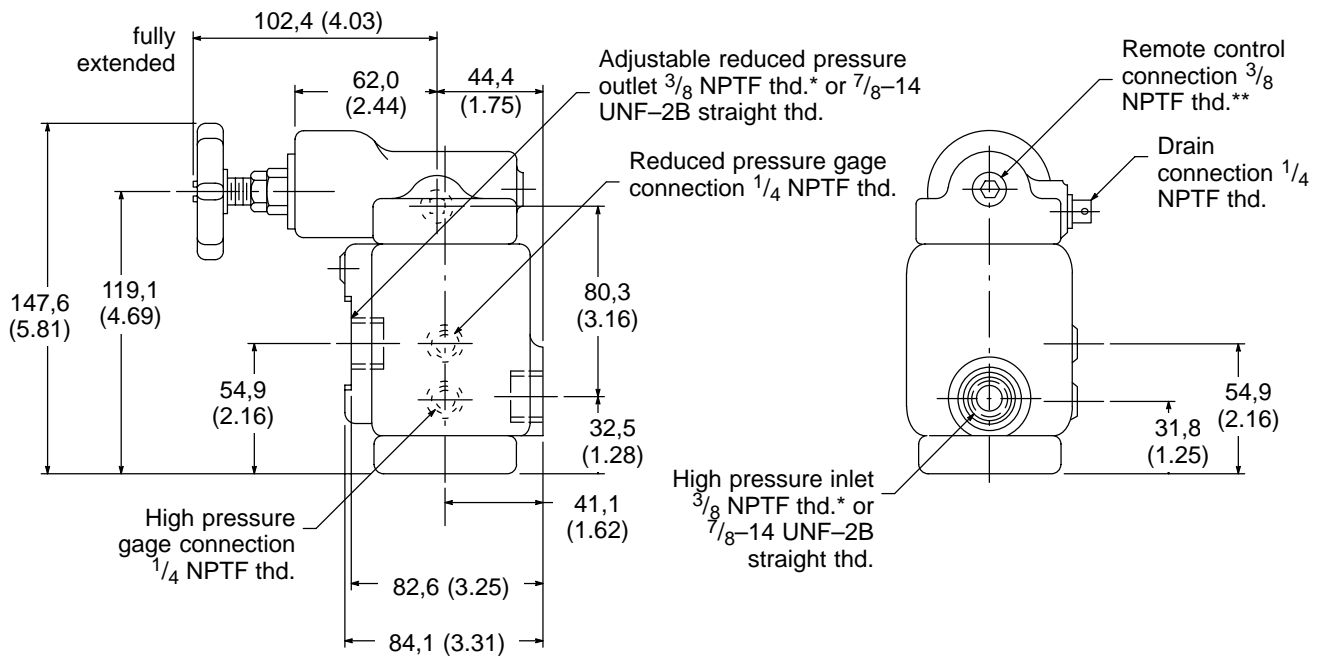 102,4 (4.03)
fully
extended
62,0
(2.44)
44,4
(1.75)
Adjustable reduced pressure
outlet 3/8 NPTF thd.* or 7/8–14
UNF–2B straight thd.
Reduced pressure gage
connection 1/4 NPTF thd.
Remote control
connection 3/8
NPTF thd.**
Drain
connection 1/4
NPTF thd.
147,6
(5.81)
119,1
(4.69)
54,9
(2.16)
80,3
(3.16)
32,5
(1.28)
41,1
(1.62)
High pressure
gage connection
1/4 NPTF thd.
82,6 (3.25)
84,1 (3.31)
High pressure inlet
3/8 NPTF thd.* or
7/8–14 UNF–2B
straight thd.
31,8
(1.25)
54,9
(2.16)